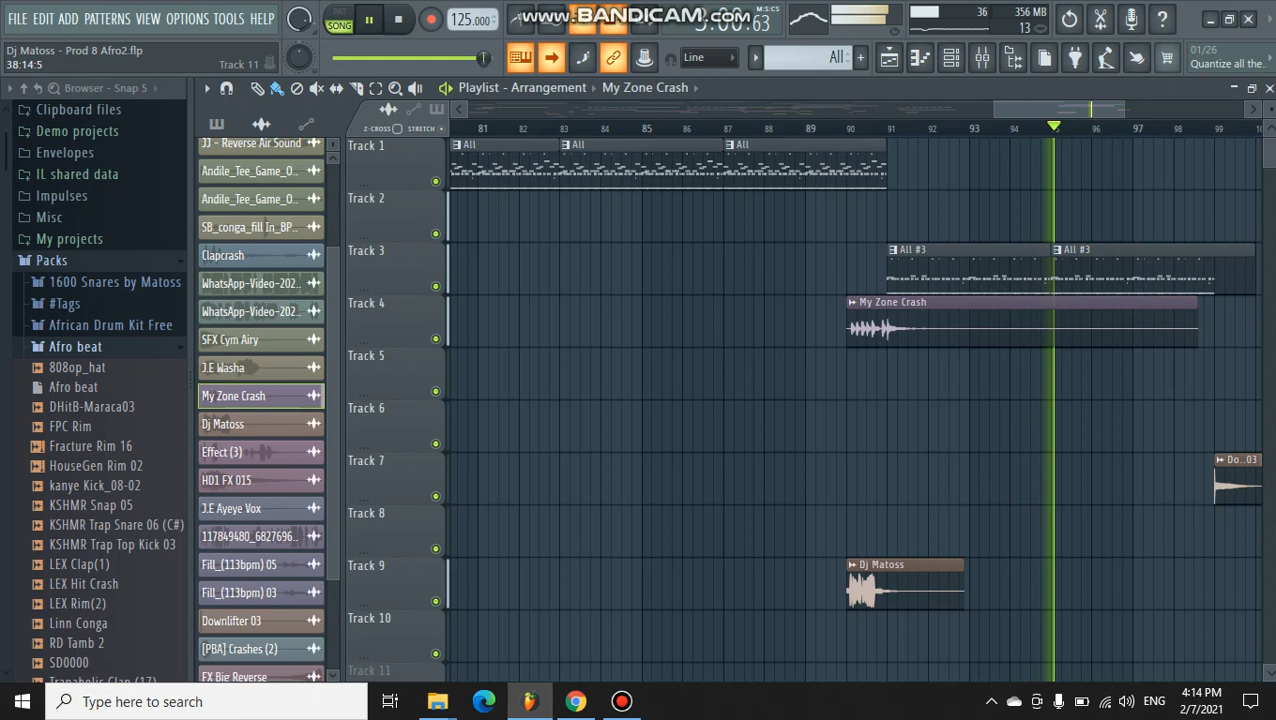 FILE EDIT ADD PATTERNS VIEW OPTIONS TOOLS HELP
PAT
SONG
125.000
www.BANDICAM.com
M:S:CS
36
356 MB
13
Dj Matoss - Prod 8 Afro2.flp
38:14:5
Track 11
Line
All
01/26
Quantize all the..
Browser - Snap 5
Playlist - Arrangement
My Zone Crash
Z-CROSS
STRETCH
81
82
83
84
85
86
87
88
89
90
91
92
93
94
95
96
97
98
99
Clipboard files
Demo projects
Envelopes
IL shared data
Impulses
Misc
My projects
Packs
1600 Snares by Matoss
#Tags
African Drum Kit Free
Afro beat
808op_hat
Afro beat
DHitB-Maraca03
FPC Rim
Fracture Rim 16
HouseGen Rim 02
kanye Kick_08-02
KSHMR Snap 05
KSHMR Trap Snare 06 (C#)
KSHMR Trap Top Kick 03
LEX Clap(1)
LEX Hit Crash
LEX Rim(2)
Linn Conga
RD Tamb 2
SD0000
Trapaholic Clap (17)
JJ - Reverse Air Sound
Andile_Tee_Game_O..
Andile_Tee_Game_O..
SB_conga_fill In_BP..
Clapcrash
WhatsApp-Video-202..
WhatsApp-Video-202..
SFX Cym Airy
J.E Washa
My Zone Crash
Dj Matoss
Effect (3)
HD1 FX 015
J.E Ayeye Vox
117849480_6827696..
Fill_(113bpm) 05
Fill_(113bpm) 03
Downlifter 03
[PBA] Crashes (2)
FX Big Reverse
Track 1
All
All
All
Track 2
Track 3
All #3
All #3
Track 4
My Zone Crash
Track 5
Track 6
Track 7
Do..03
Track 8
Track 9
Dj Matoss
Track 10
Track 11
Type here to search
ENG
4:14 PM
2/7/2021